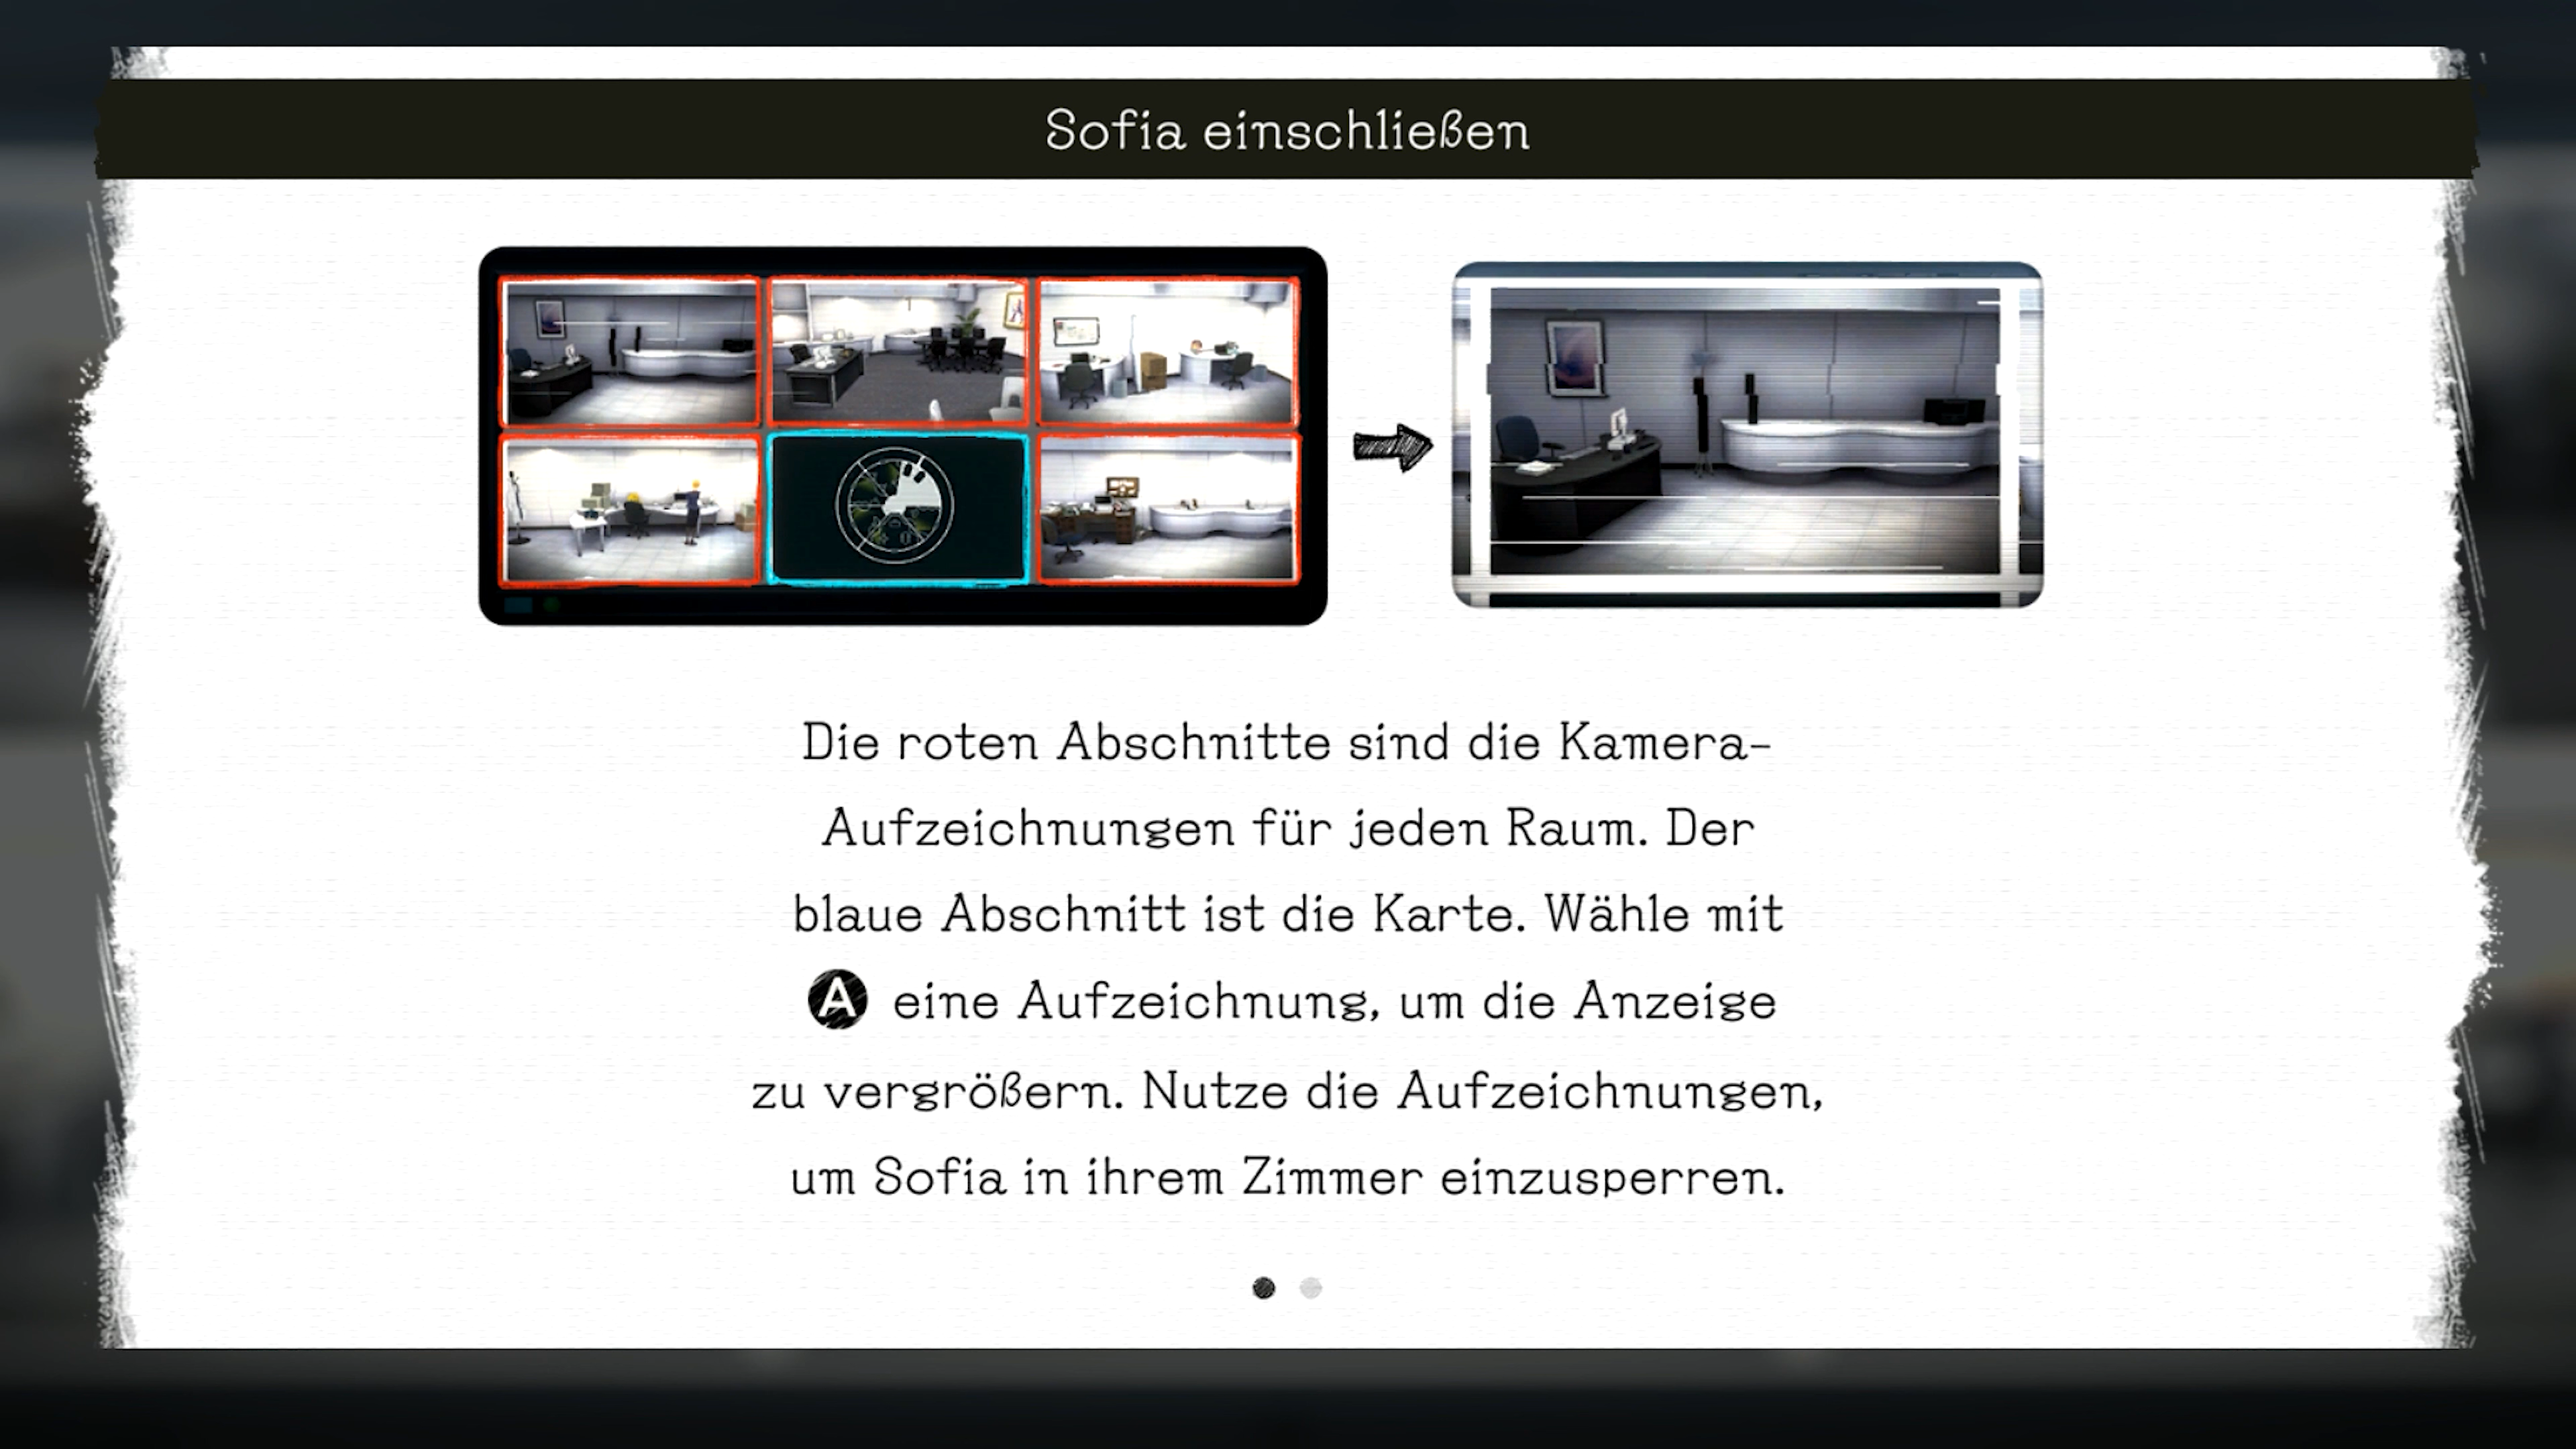 Sofia einschließen
Die roten Abschnitte sind die Kamera-
Aufzeichnungen für jeden Raum. Der
blaue Abschnitt ist die Karte. Wähle mit
A eine Aufzeichnung, um die Anzeige
zu vergrößern. Nutze die Aufzeichnungen,
um Sofia in ihrem Zimmer einzusperren.